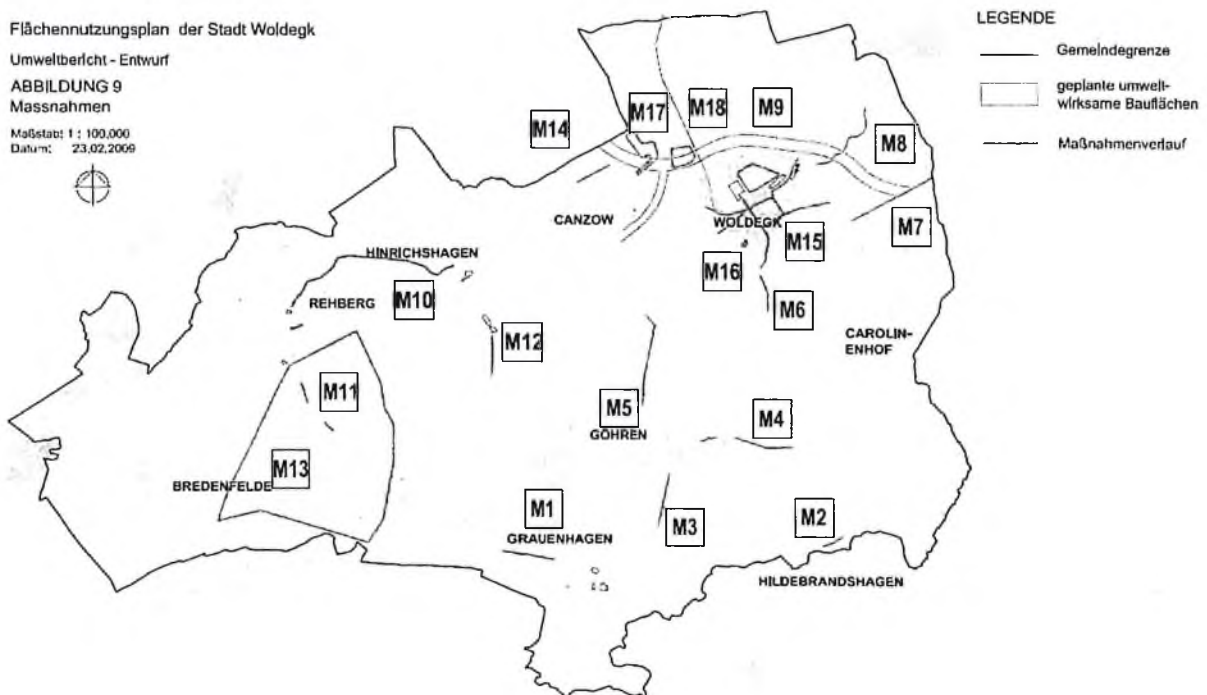 Flächennutzungsplan der Stadt Woldegk
Umweltbericht - Entwurf
ABBILDUNG 9
Massnahmen
Maßstab: 1 : 100,000
Datum: 23,02,2009
LEGENDE
Gemeindegrenze
geplante umwelt-
wirksame Bauflächen
Maßnahmenverlauf
M14
M17
M18
M9
M8
CANZOW
WOLDEGK
M15
M7
HINRICHSHAGEN
M16
REHBERG
M10
M6
M12
CAROLIN-
ENHOF
M11
M5
GÖHREN
M4
M13
BREDENFELDE
M1
GRAUENHAGEN
M3
M2
HILDEBRANDSHAGEN